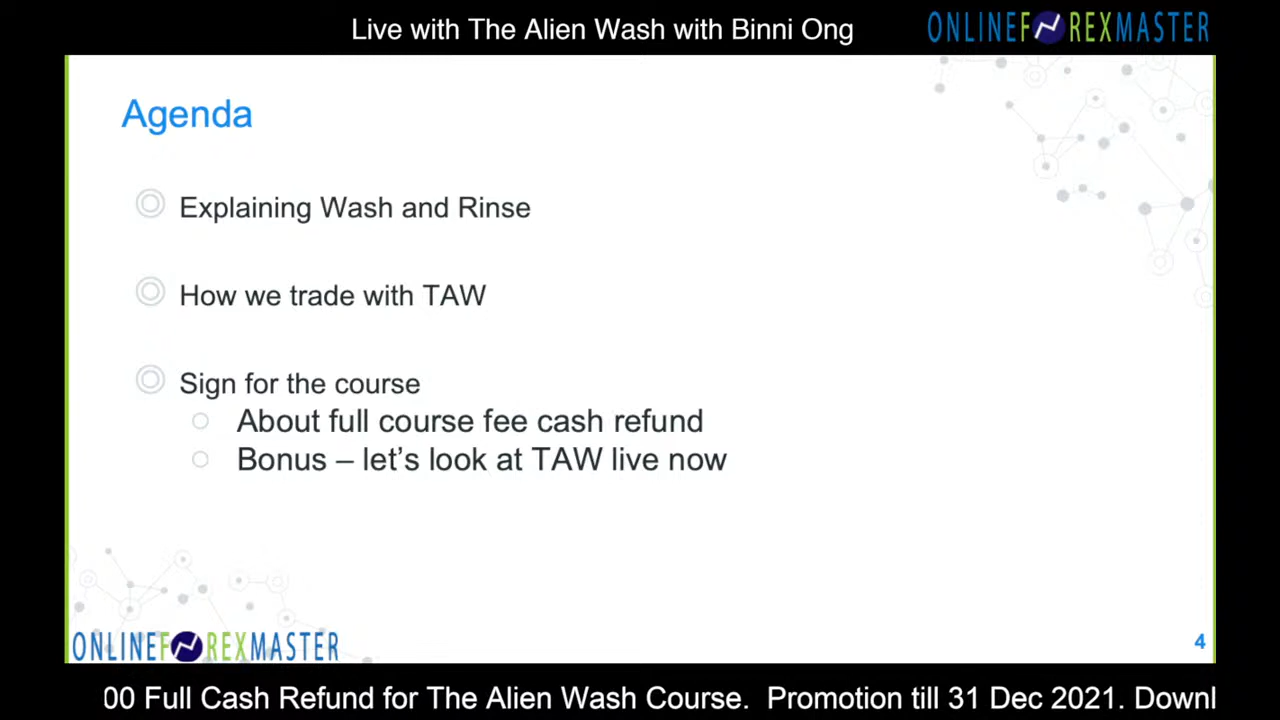 Live with The Alien Wash with Binni Ong
ONLINEFOREXMASTER
Agenda
Explaining Wash and Rinse
How we trade with TAW
Sign for the course
About full course fee cash refund
Bonus – let's look at TAW live now
ONLINEFOREXMASTER
4
00 Full Cash Refund for The Alien Wash Course. Promotion till 31 Dec 2021. Downl